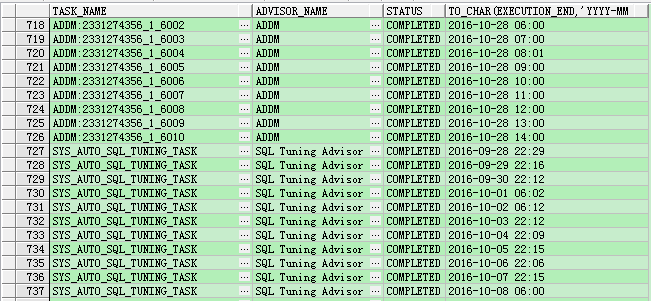 TASK_NAME ADVISOR_NAME STATUS TO_CHAR(EXECUTION_END,'YYYY-MM
718 ADDM:2331274356_1_6002 ... ADDM ... COMPLETED 2016-10-28 06:00
719 ADDM:2331274356_1_6003 ... ADDM ... COMPLETED 2016-10-28 07:00
720 ADDM:2331274356_1_6004 ... ADDM ... COMPLETED 2016-10-28 08:01
721 ADDM:2331274356_1_6005 ... ADDM ... COMPLETED 2016-10-28 09:00
722 ADDM:2331274356_1_6006 ... ADDM ... COMPLETED 2016-10-28 10:00
723 ADDM:2331274356_1_6007 ... ADDM ... COMPLETED 2016-10-28 11:00
724 ADDM:2331274356_1_6008 ... ADDM ... COMPLETED 2016-10-28 12:00
725 ADDM:2331274356_1_6009 ... ADDM ... COMPLETED 2016-10-28 13:00
726 ADDM:2331274356_1_6010 ... ADDM ... COMPLETED 2016-10-28 14:00
727 SYS_AUTO_SQL_TUNING_TASK ... SQL Tuning Advisor ... COMPLETED 2016-09-28 22:29
728 SYS_AUTO_SQL_TUNING_TASK ... SQL Tuning Advisor ... COMPLETED 2016-09-29 22:16
729 SYS_AUTO_SQL_TUNING_TASK ... SQL Tuning Advisor ... COMPLETED 2016-09-30 22:12
730 SYS_AUTO_SQL_TUNING_TASK ... SQL Tuning Advisor ... COMPLETED 2016-10-01 06:02
731 SYS_AUTO_SQL_TUNING_TASK ... SQL Tuning Advisor ... COMPLETED 2016-10-02 06:12
732 SYS_AUTO_SQL_TUNING_TASK ... SQL Tuning Advisor ... COMPLETED 2016-10-03 22:12
733 SYS_AUTO_SQL_TUNING_TASK ... SQL Tuning Advisor ... COMPLETED 2016-10-04 22:09
734 SYS_AUTO_SQL_TUNING_TASK ... SQL Tuning Advisor ... COMPLETED 2016-10-05 22:15
735 SYS_AUTO_SQL_TUNING_TASK ... SQL Tuning Advisor ... COMPLETED 2016-10-06 22:06
736 SYS_AUTO_SQL_TUNING_TASK ... SQL Tuning Advisor ... COMPLETED 2016-10-07 22:15
737 SYS_AUTO_SQL_TUNING_TASK ... SQL Tuning Advisor ... COMPLETED 2016-10-08 06:00